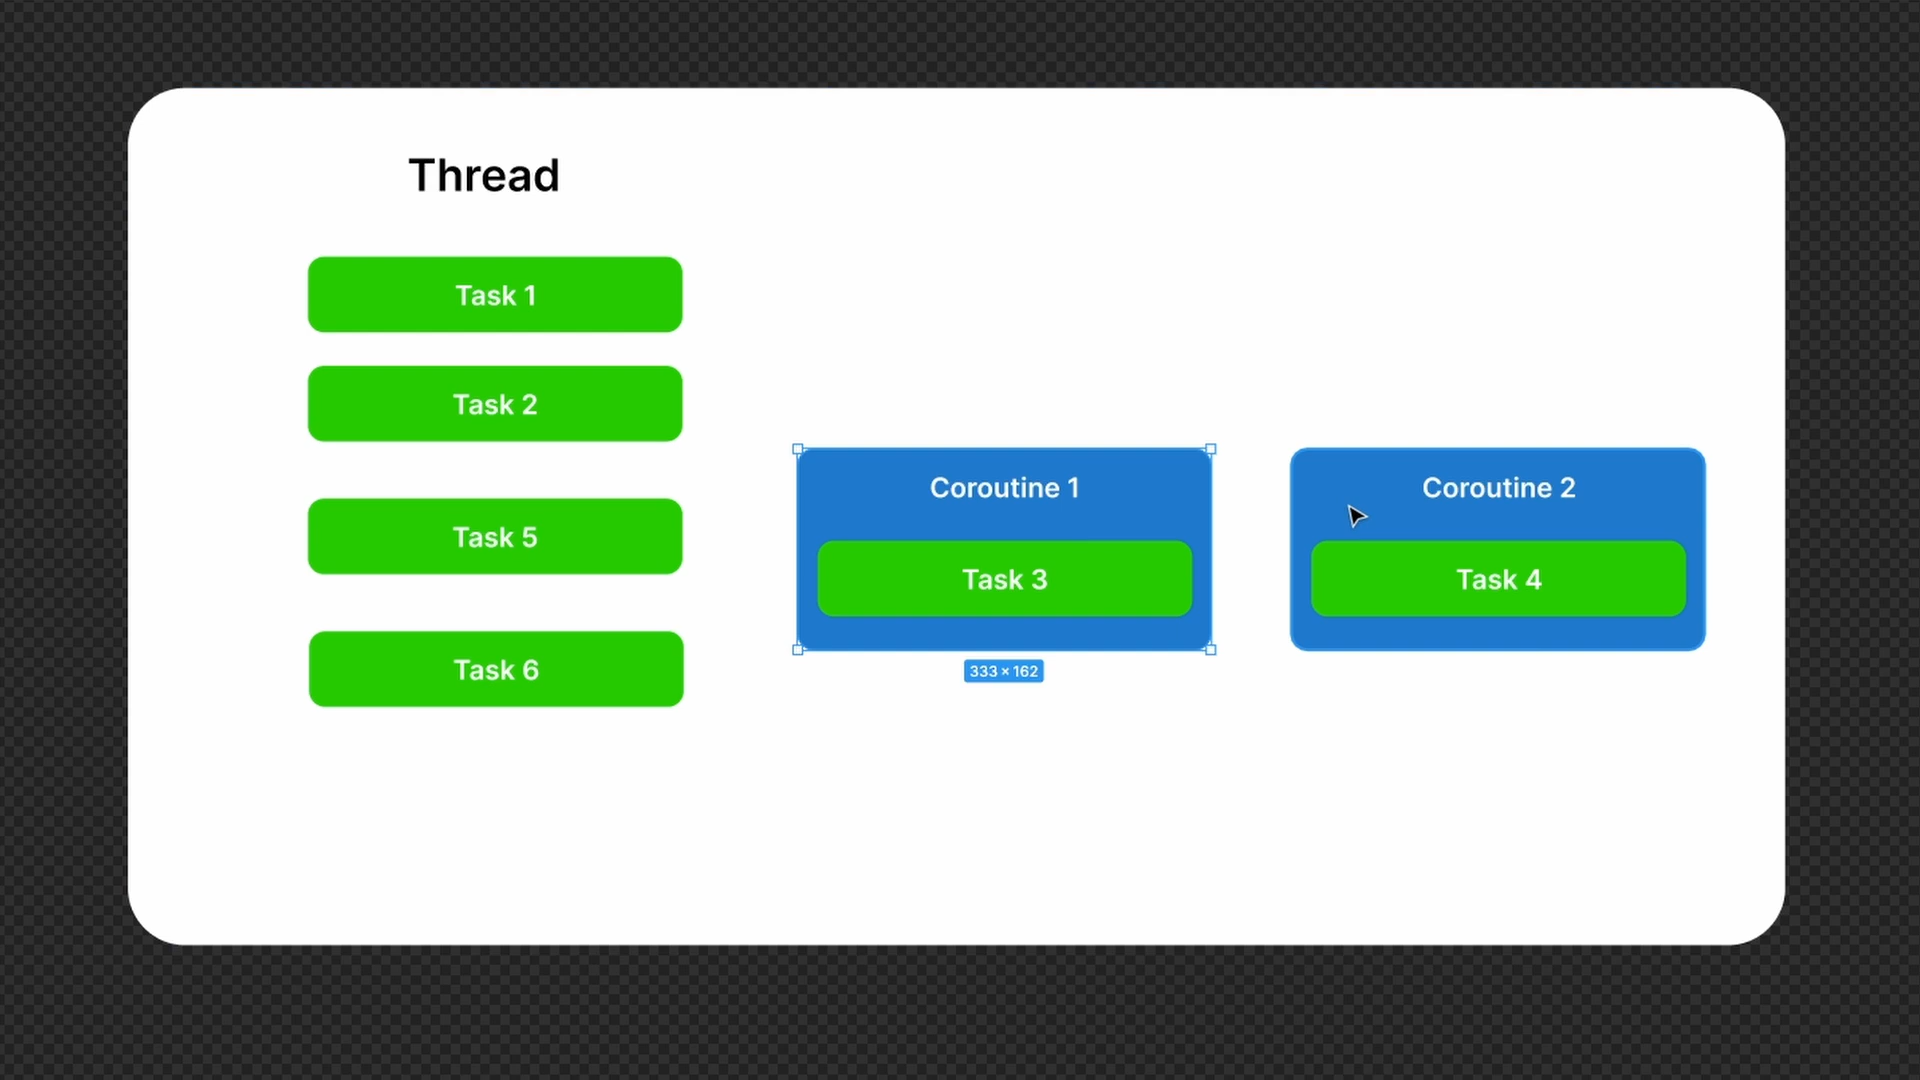 Thread
Task 1
Task 2
Task 5
Task 6
Coroutine 1
Task 3
333 × 162
Coroutine 2
Task 4